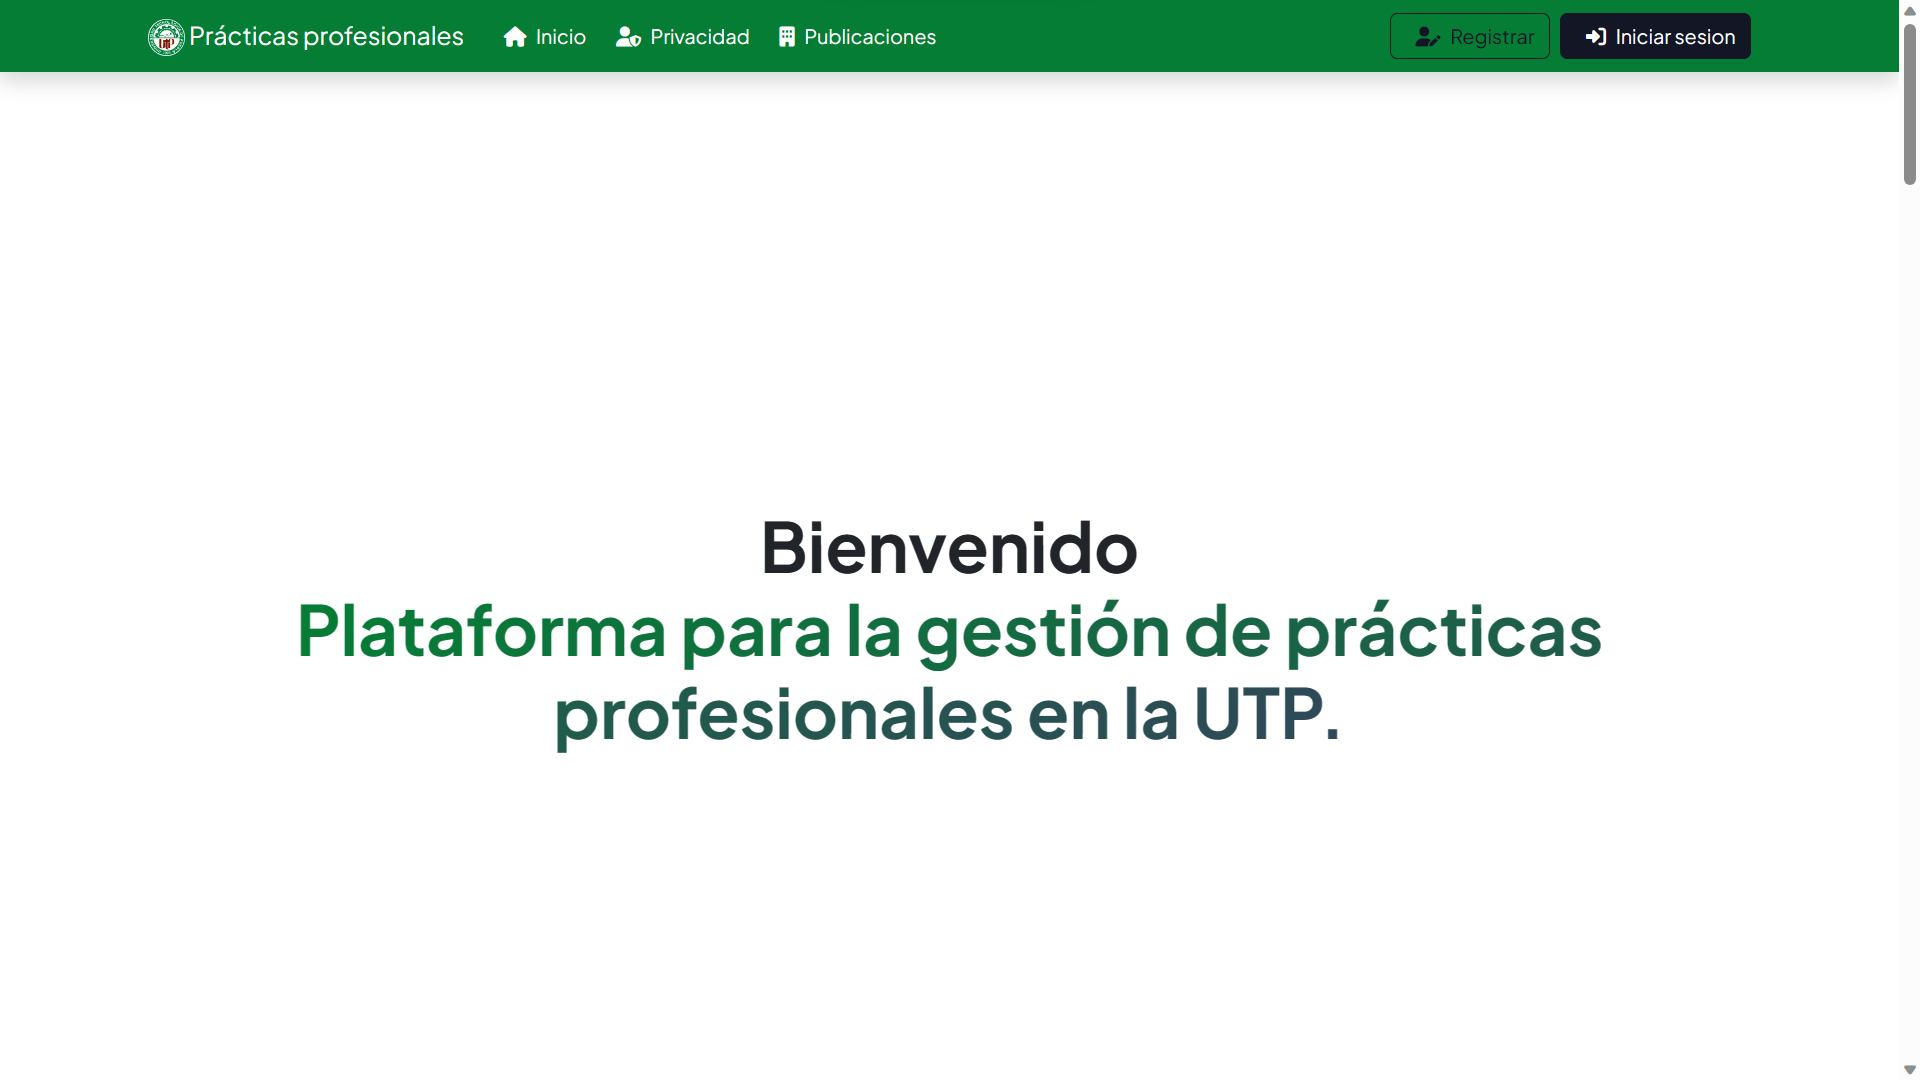 Prácticas profesionales Inicio Privacidad Publicaciones Registrar Iniciar sesion
Bienvenido
Plataforma para la gestión de prácticas
profesionales en la UTP.